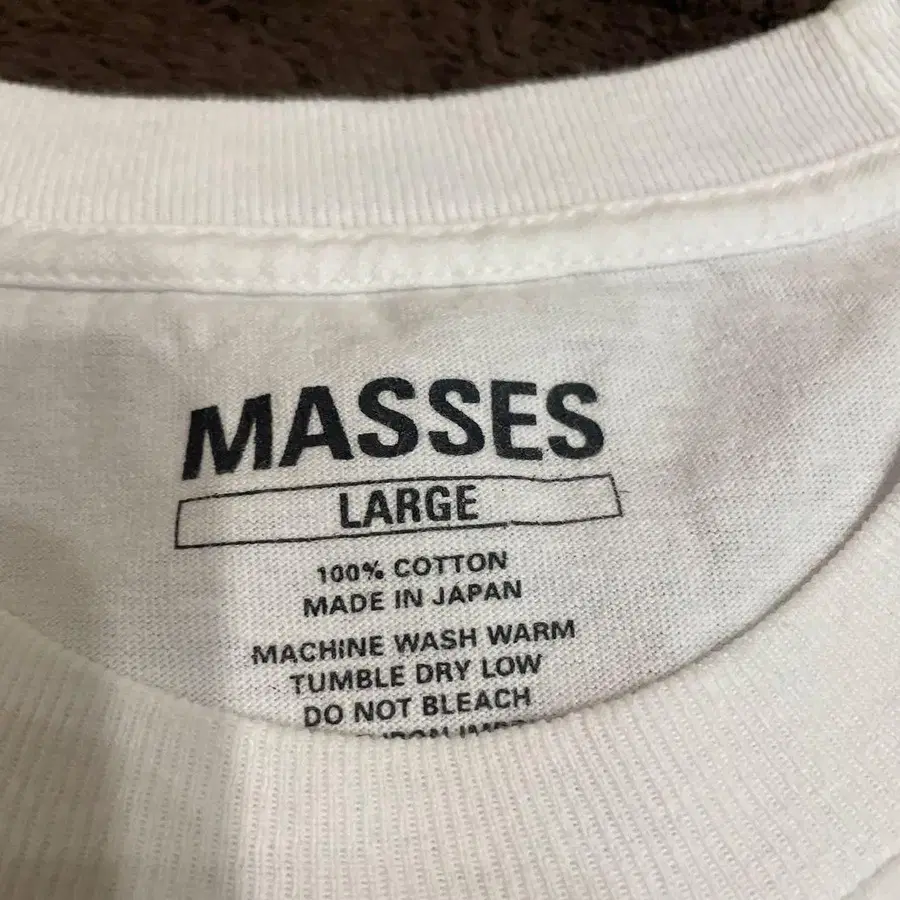 MASSES
LARGE
100% COTTON
MADE IN JAPAN
MACHINE WASH WARM
TUMBLE DRY LOW
DO NOT BLEACH